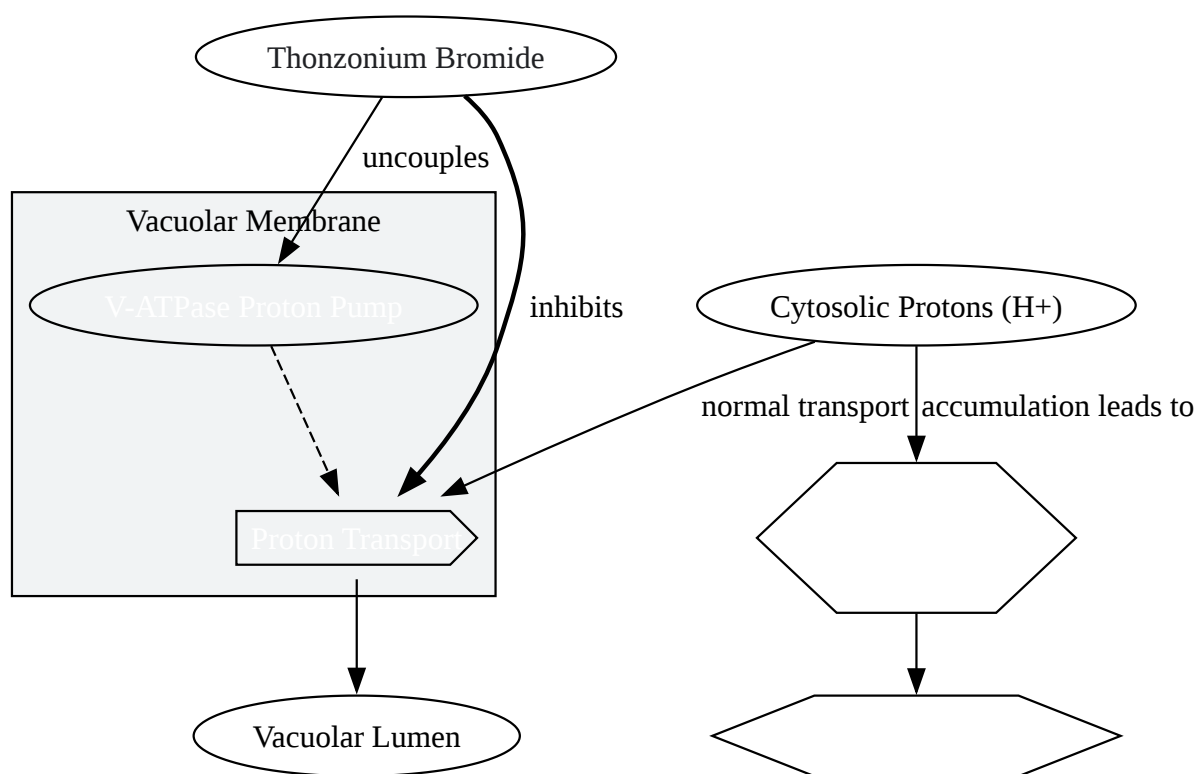 Thonzonium Bromide
uncouples
Vacuolar Membrane
V-ATPase Proton Pump
inhibits
Cytosolic Protons (H+)
normal transport
accumulation leads to
Proton Transport
Vacuolar Lumen